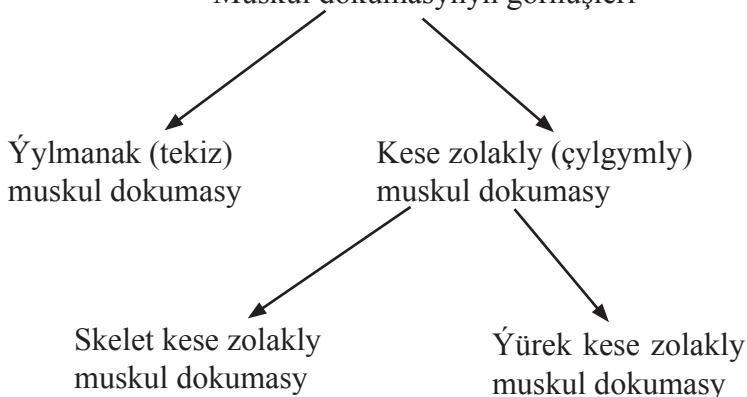 Muskul dokumasynyň görnüşleri
Ýylmanak (tekiz)
muskul dokumasy
Kese zolakly (çylgymly)
muskul dokumasy
Skelet kese zolakly
muskul dokumasy
Ýürek kese zolakly
muskul dokumasy